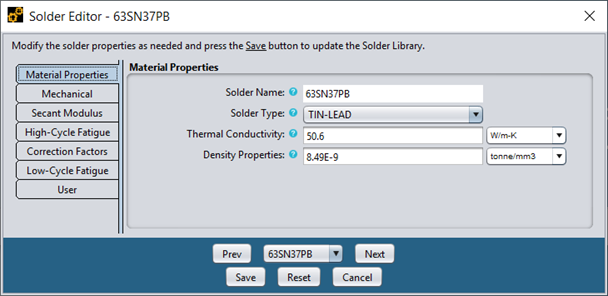 Solder Editor - 63SN37PB
Modify the solder properties as needed and press the Save button to update the Solder Library.
Material Properties
Mechanical
Secant Modulus
High-Cycle Fatigue
Correction Factors
Low-Cycle Fatigue
User
Material Properties
Solder Name: ? 63SN37PB
Solder Type: ? TIN-LEAD
Thermal Conductivity: ? 50.6 W/m-K
Density Properties: ? 8.49E-9 tonne/mm3
Prev 63SN37PB Next
Save Reset Cancel